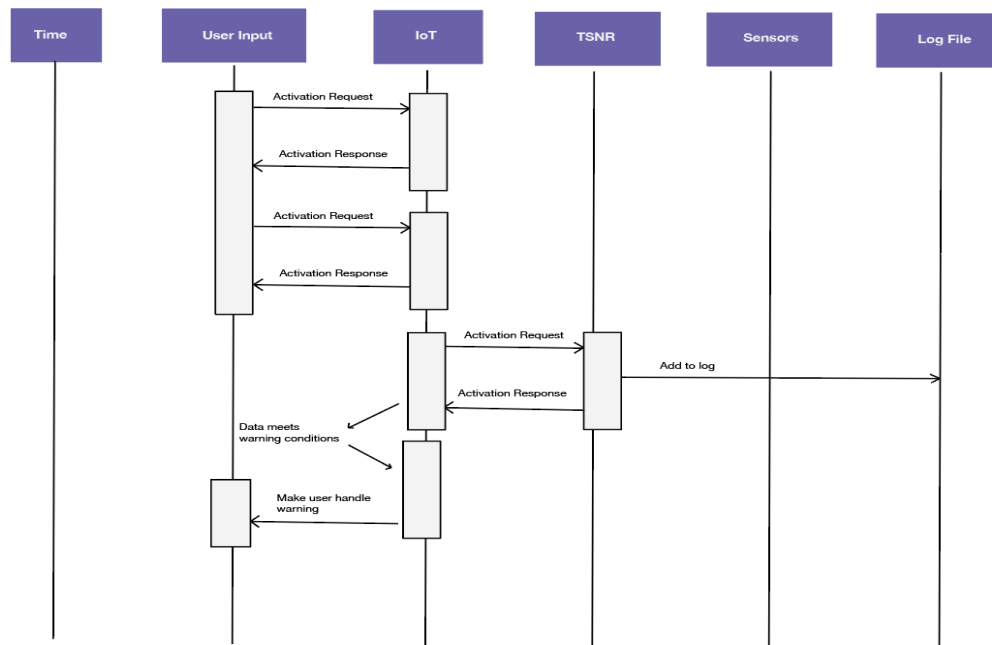 Time
User Input
IoT
TSNR
Sensors
Log File
Activation Request
Activation Response
Activation Request
Activation Response
Activation Request
Add to log
Activation Response
Data meets
warning conditions
Make user handle
warning